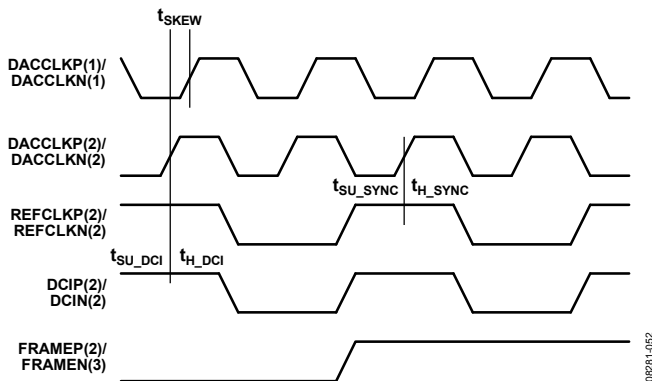 tSKEW
DACCLKP(1)/
DACCLKN(1)
DACCLKP(2)/
DACCLKN(2)
tSU_SYNC tH_SYNC
REFCLKP(2)/
REFCLKN(2)
tSU_DCI tH_DCI
DCIP(2)/
DCIN(2)
FRAMEP(2)/
FRAMEN(3)
08281-052